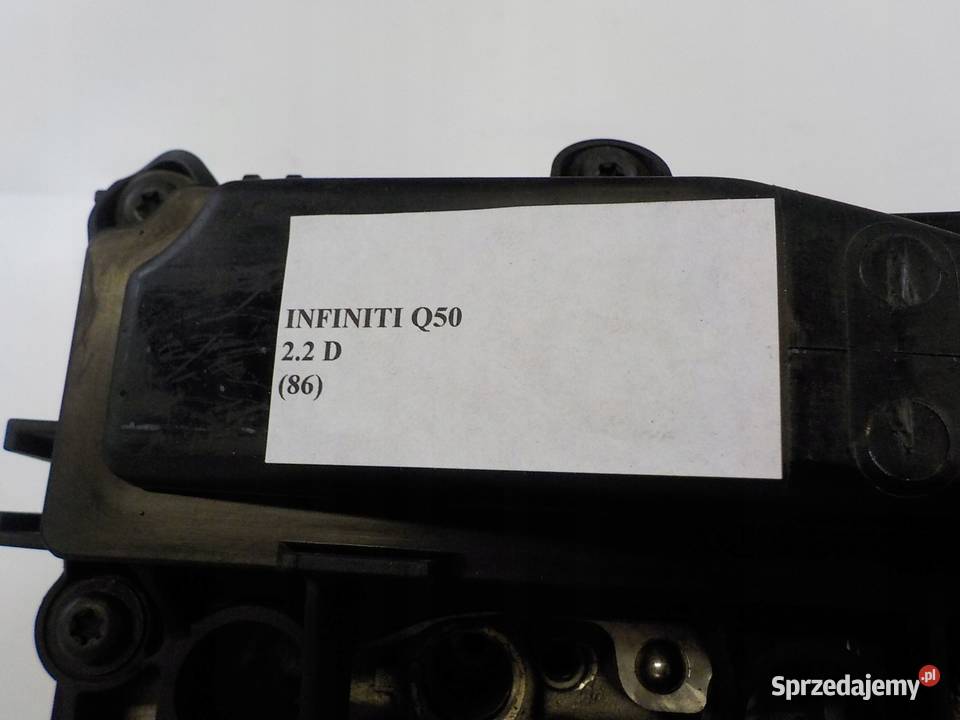 INFINITI Q50
2.2 D
(86)
Sprzedajemy.pl